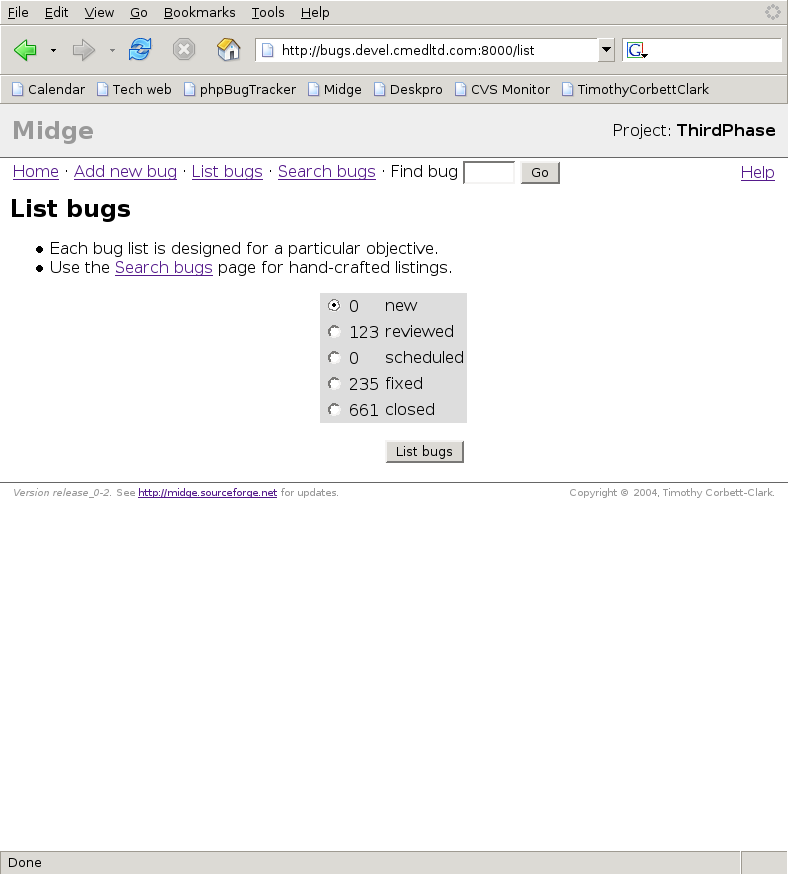 File Edit View Go Bookmarks Tools Help
http://bugs.devel.cmedltd.com:8000/list G
Calendar Tech web phpBugTracker Midge Deskpro CVS Monitor TimothyCorbettClark
Midge Project: ThirdPhase
Home · Add new bug · List bugs · Search bugs · Find bug Go Help
List bugs
• Each bug list is designed for a particular objective.
• Use the Search bugs page for hand-crafted listings.
0 new
123 reviewed
0 scheduled
235 fixed
661 closed
List bugs
Version release_0-2. See http://midge.sourceforge.net for updates. Copyright © 2004, Timothy Corbett-Clark.
Done